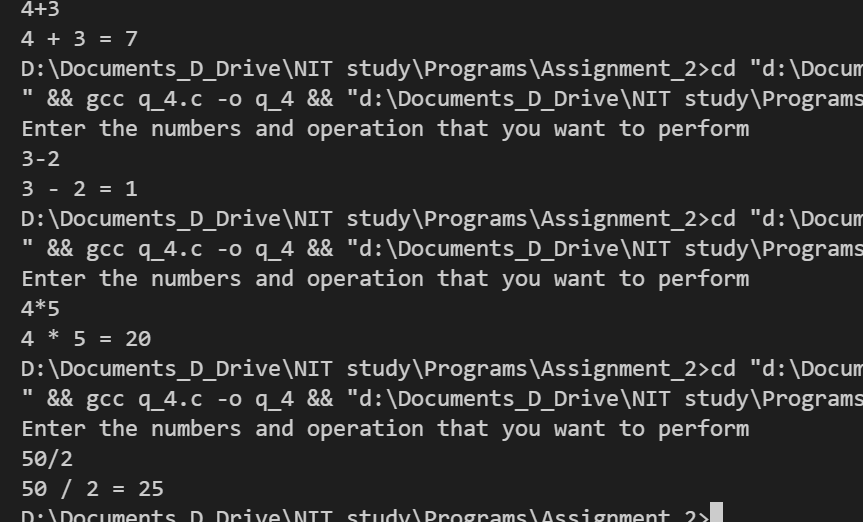 4+3
4 + 3 = 7
D:\Documents_D_Drive\NIT study\Programs\Assignment_2>cd "d:\Docum
" && gcc q_4.c -o q_4 && "d:\Documents_D_Drive\NIT study\Programs
Enter the numbers and operation that you want to perform
3-2
3 - 2 = 1
D:\Documents_D_Drive\NIT study\Programs\Assignment_2>cd "d:\Docum
" && gcc q_4.c -o q_4 && "d:\Documents_D_Drive\NIT study\Programs
Enter the numbers and operation that you want to perform
4*5
4 * 5 = 20
D:\Documents_D_Drive\NIT study\Programs\Assignment_2>cd "d:\Docum
" && gcc q_4.c -o q_4 && "d:\Documents_D_Drive\NIT study\Programs
Enter the numbers and operation that you want to perform
50/2
50 / 2 = 25
D:\Documents_D_Drive\NIT study\Programs\Assignment_2>